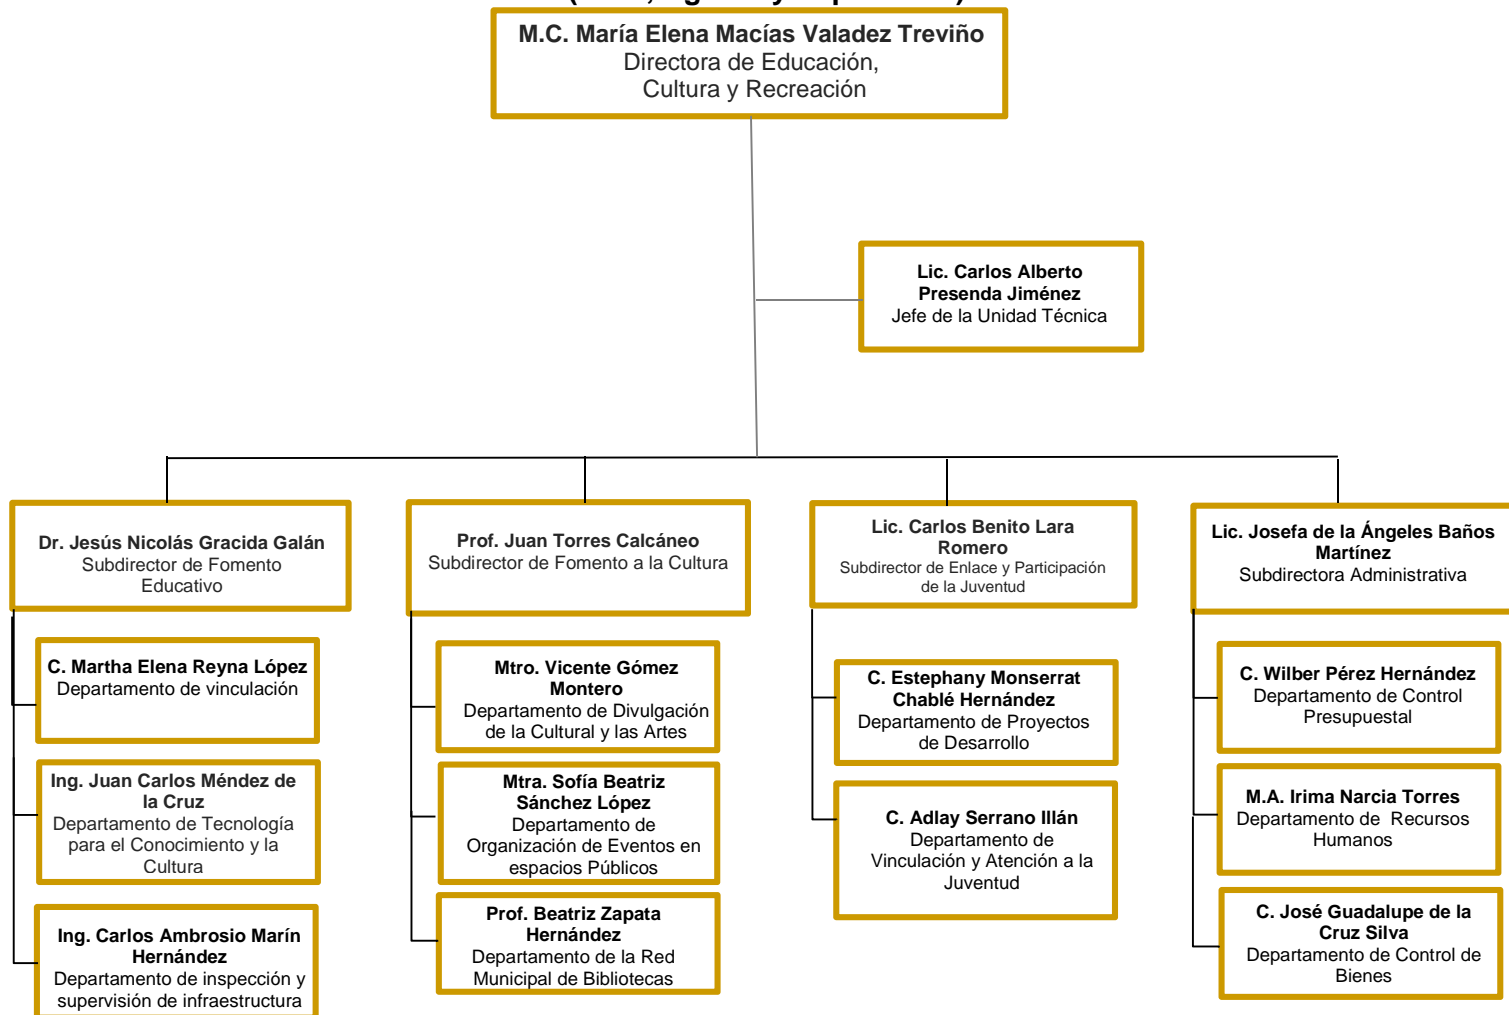 M.C. María Elena Macías Valadez Treviño
Directora de Educación,
Cultura y Recreación
Lic. Carlos Alberto
Presenda Jiménez
Jefe de la Unidad Técnica
Dr. Jesús Nicolás Gracida Galán
Subdirector de Fomento
Educativo
Prof. Juan Torres Calcáneo
Subdirector de Fomento a la Cultura
Lic. Carlos Benito Lara
Romero
Subdirector de Enlace y Participación
de la Juventud
Lic. Josefa de la Ángeles Baños
Martínez
Subdirectora Administrativa
C. Martha Elena Reyna López
Departamento de vinculación
Ing. Juan Carlos Méndez de
la Cruz
Departamento de Tecnología
para el Conocimiento y la
Cultura
Ing. Carlos Ambrosio Marín
Hernández
Departamento de inspección y
supervisión de infraestructura
Mtro. Vicente Gómez
Montero
Departamento de Divulgación
de la Cultural y las Artes
Mtra. Sofía Beatriz
Sánchez López
Departamento de
Organización de Eventos en
espacios Públicos
Prof. Beatriz Zapata
Hernández
Departamento de la Red
Municipal de Bibliotecas
C. Estephany Monserrat
Chablé Hernández
Departamento de Proyectos
de Desarrollo
C. Adlay Serrano Illán
Departamento de
Vinculación y Atención a la
Juventud
C. Wilber Pérez Hernández
Departamento de Control
Presupuestal
M.A. Irima Narcia Torres
Departamento de Recursos
Humanos
C. José Guadalupe de la
Cruz Silva
Departamento de Control de
Bienes